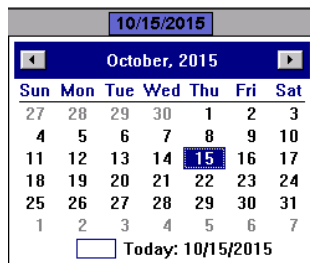 10/15/2015
October, 2015
Sun Mon Tue Wed Thu Fri Sat
27 28 29 30 1 2 3
4 5 6 7 8 9 10
11 12 13 14 15 16 17
18 19 20 21 22 23 24
25 26 27 28 29 30 31
1 2 3 4 5 6 7
Today: 10/15/2015